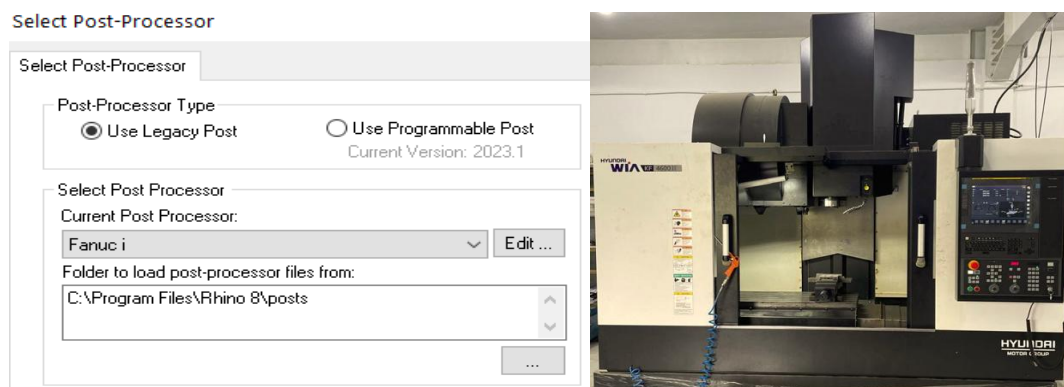 Select Post-Processor
Select Post-Processor
Post-Processor Type
Use Legacy Post
Use Programmable Post
Current Version: 2023.1
Select Post Processor
Current Post Processor:
Fanuc i
Edit ...
Folder to load post-processor files from:
C:\Program Files\Rhino 8\posts
...
HYUNDAI
WIA KF 4600II
HYUNDAI
MOTOR GROUP